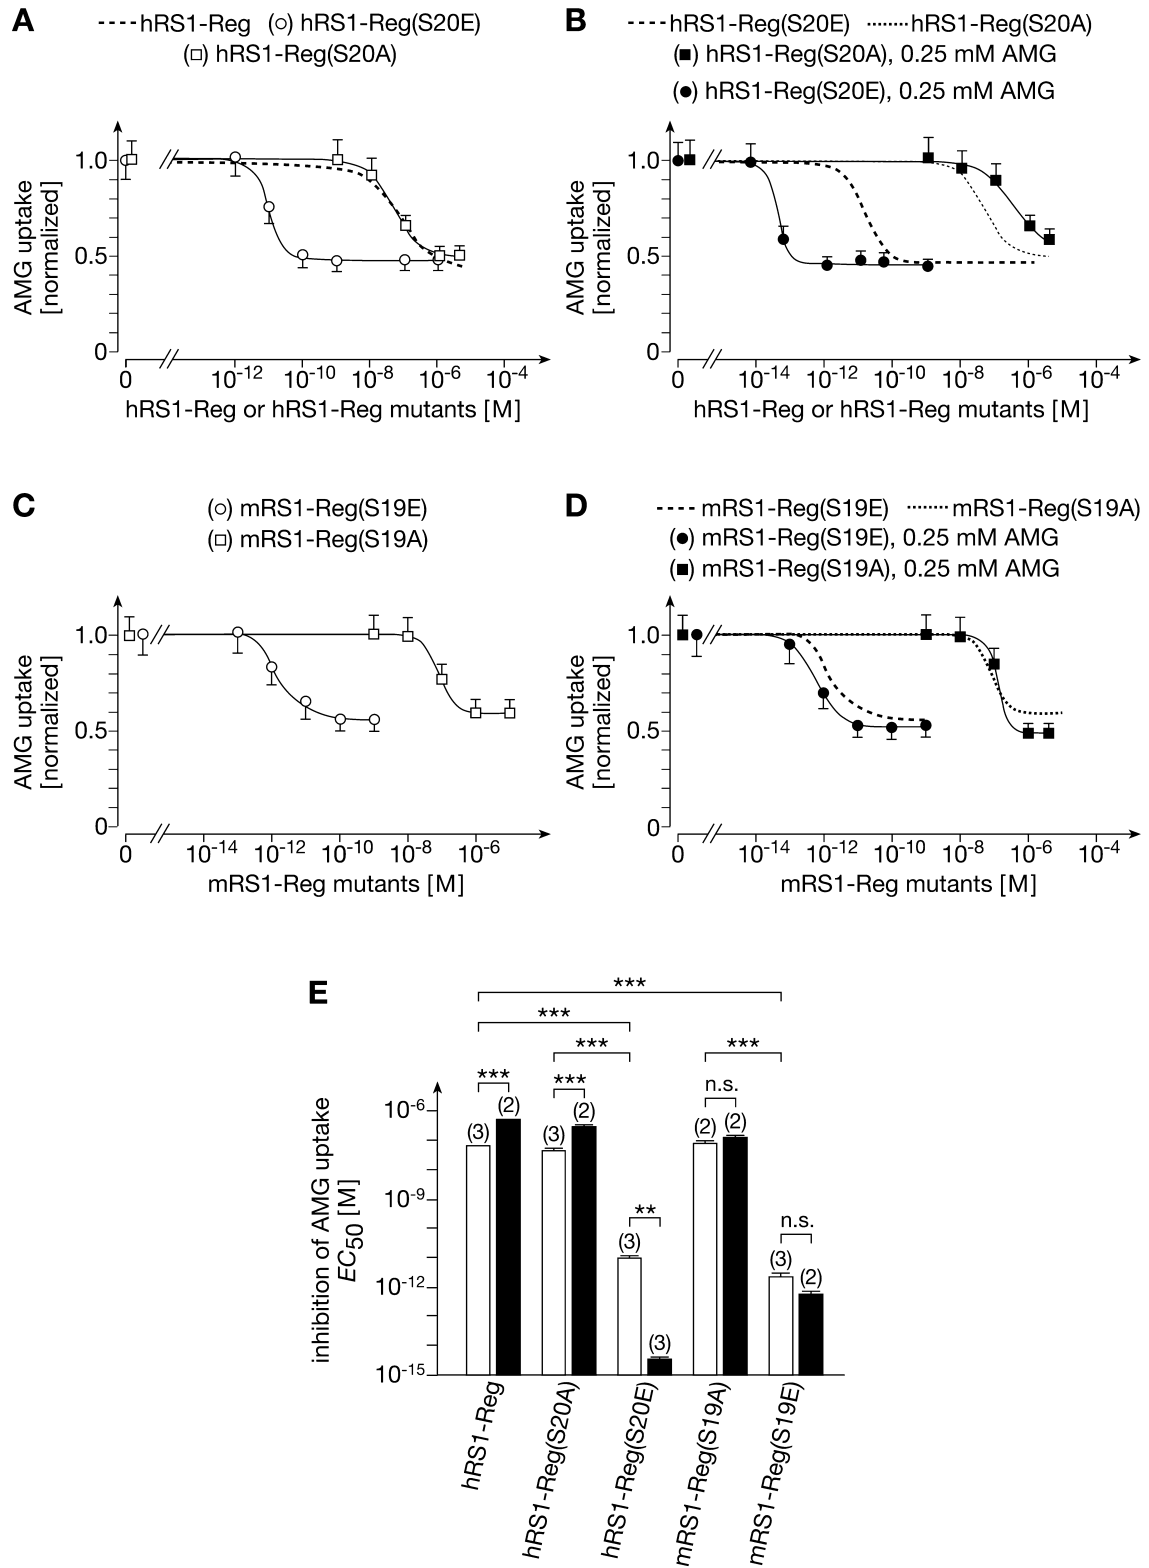 A
hRS1-Reg (○) hRS1-Reg(S20E)
(□) hRS1-Reg(S20A)
AMG uptake
[normalized]
1.0
0.5
0
0 10-12 10-10 10-8 10-6 10-4
hRS1-Reg or hRS1-Reg mutants [M]
B
hRS1-Reg(S20E) hRS1-Reg(S20A)
(■) hRS1-Reg(S20A), 0.25 mM AMG
(●) hRS1-Reg(S20E), 0.25 mM AMG
AMG uptake
[normalized]
1.0
0.5
0
0 10-14 10-12 10-10 10-8 10-6 10-4
hRS1-Reg or hRS1-Reg mutants [M]
C
(○) mRS1-Reg(S19E)
(□) mRS1-Reg(S19A)
AMG uptake
[normalized]
1.0
0.5
0
0 10-14 10-12 10-10 10-8 10-6
mRS1-Reg mutants [M]
D
mRS1-Reg(S19E) mRS1-Reg(S19A)
(●) mRS1-Reg(S19E), 0.25 mM AMG
(■) mRS1-Reg(S19A), 0.25 mM AMG
AMG uptake
[normalized]
1.0
0.5
0
0 10-14 10-12 10-10 10-8 10-6 10-4
mRS1-Reg mutants [M]
E
***
***
*** ***
*** *** n.s.
(3) (2) (3) (2) (2) (2)
** n.s.
(3) (3) (3) (2)
inhibition of AMG uptake
EC50 [M]
10-6
10-9
10-12
10-15
hRS1-Reg
hRS1-Reg(S20A)
hRS1-Reg(S20E)
mRS1-Reg(S19A)
mRS1-Reg(S19E)